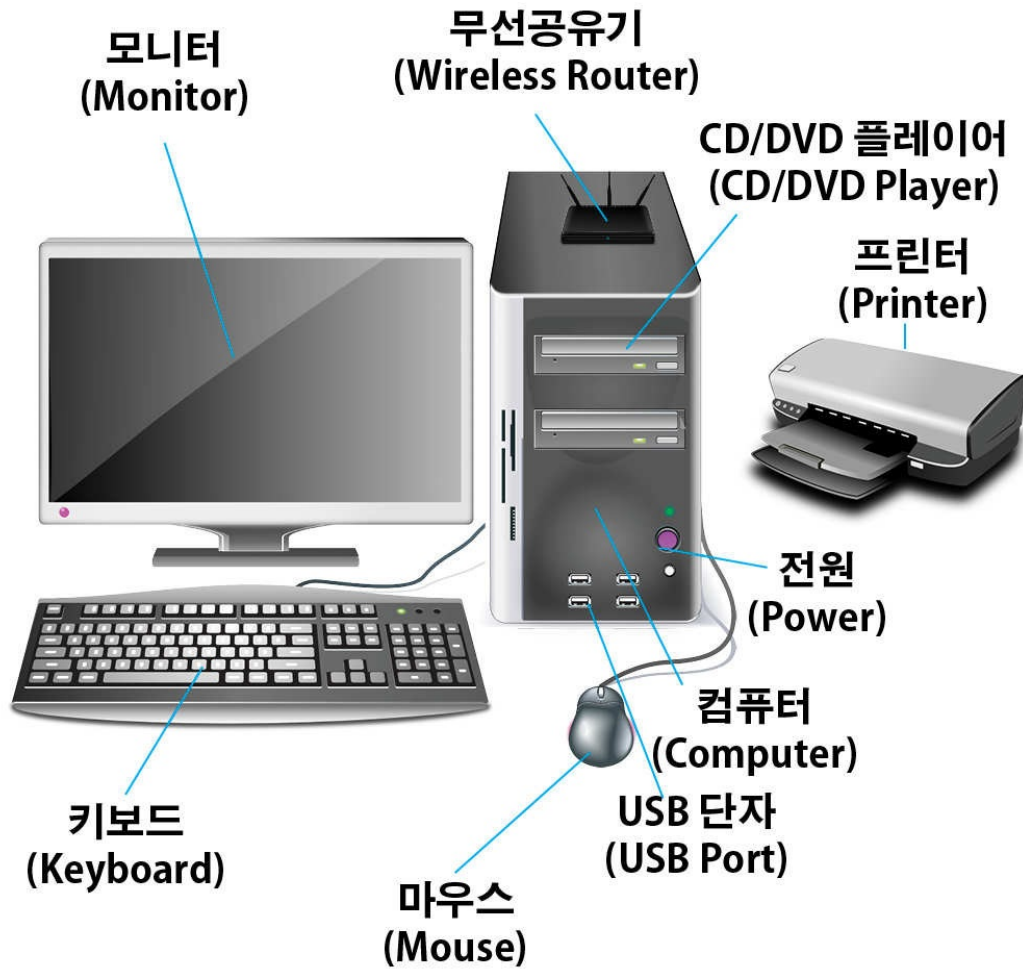 모니터
(Monitor)
무선공유기
(Wireless Router)
CD/DVD 플레이어
(CD/DVD Player)
프린터
(Printer)
전원
(Power)
컴퓨터
(Computer)
USB 단자
(USB Port)
키보드
(Keyboard)
마우스
(Mouse)